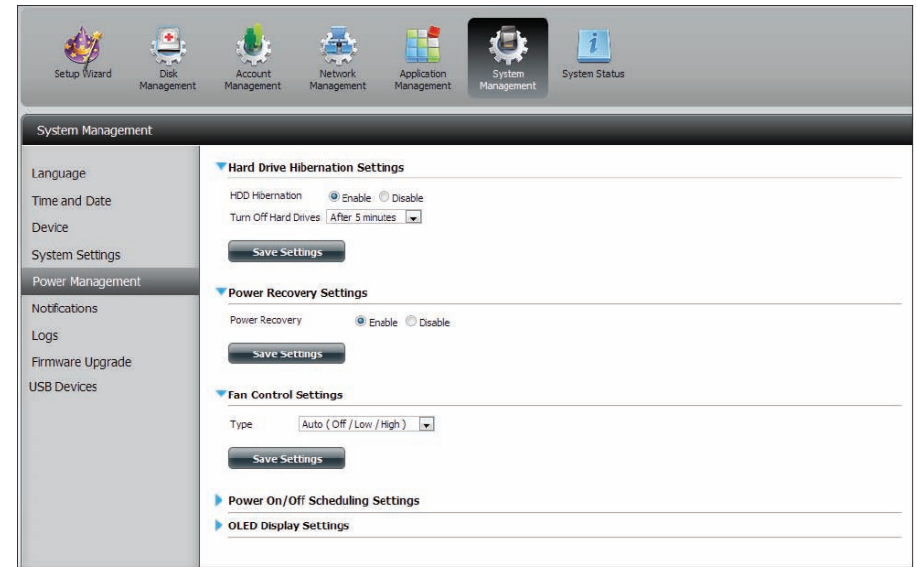 Setup Wizard
Disk Management
Account Management
Network Management
Application Management
System Management
System Status
System Management
Language
Time and Date
Device
System Settings
Power Management
Notifications
Logs
Firmware Upgrade
USB Devices
Hard Drive Hibernation Settings
HDD Hibernation Enable Disable
Turn Off Hard Drives After 5 minutes
Save Settings
Power Recovery Settings
Power Recovery Enable Disable
Save Settings
Fan Control Settings
Type Auto ( Off / Low / High )
Save Settings
Power On/Off Scheduling Settings
OLED Display Settings